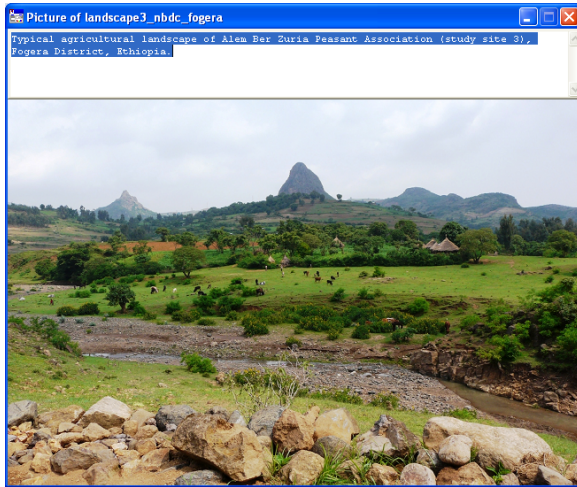 Picture of landscape3_nbdc_fogera
Typical agricultural landscape of Alem Ber Zuria Peasant Association (study site 3),
Fogera District, Ethiopia.